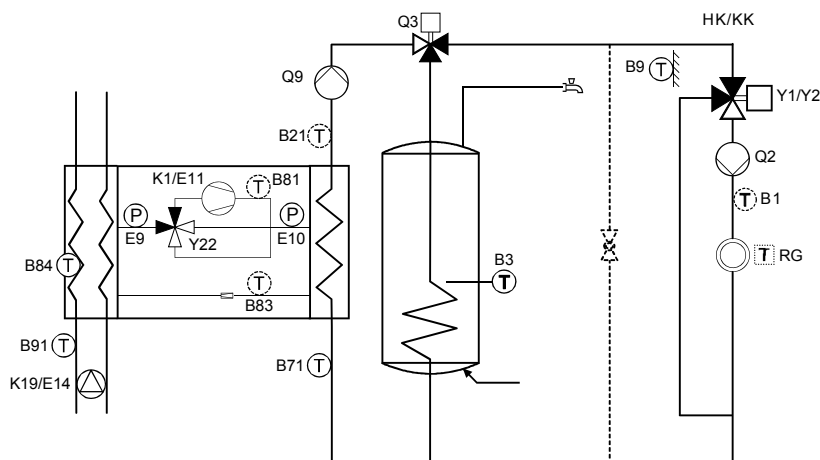 Q3
HK/KK
B9
T
Q9
Y1/Y2
B21
T
Q2
K1/E11
T
B81
T
B1
P
P
E9
Y22
E10
T
RG
B84
T
T
B83
B3
T
B91
T
B71
T
K19/E14